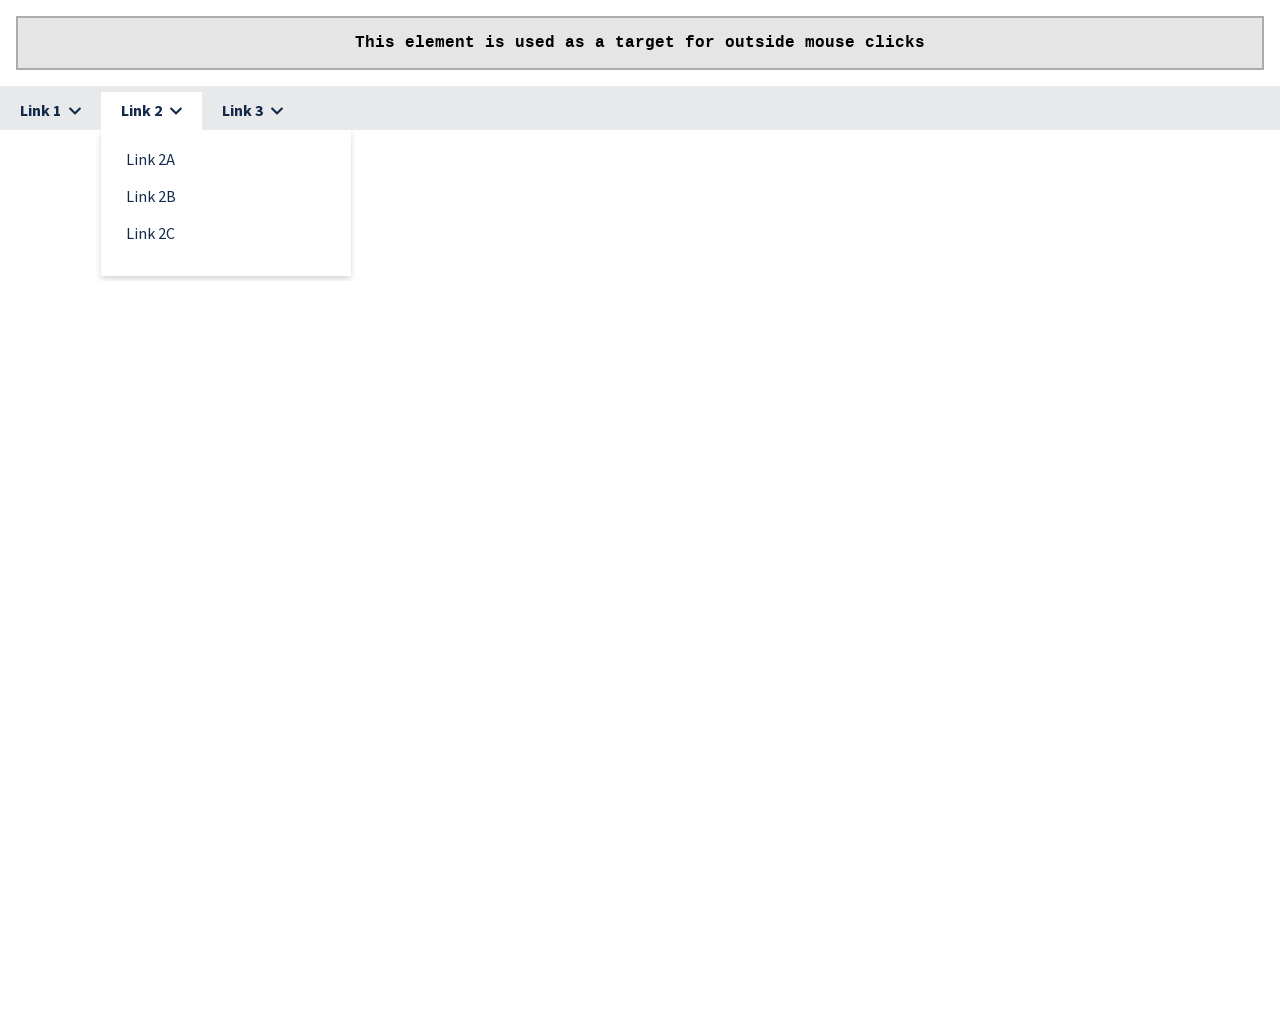 This element is used as a target for outside mouse clicks
Link 1 Link 2 Link 3
Link 2A
Link 2B
Link 2C